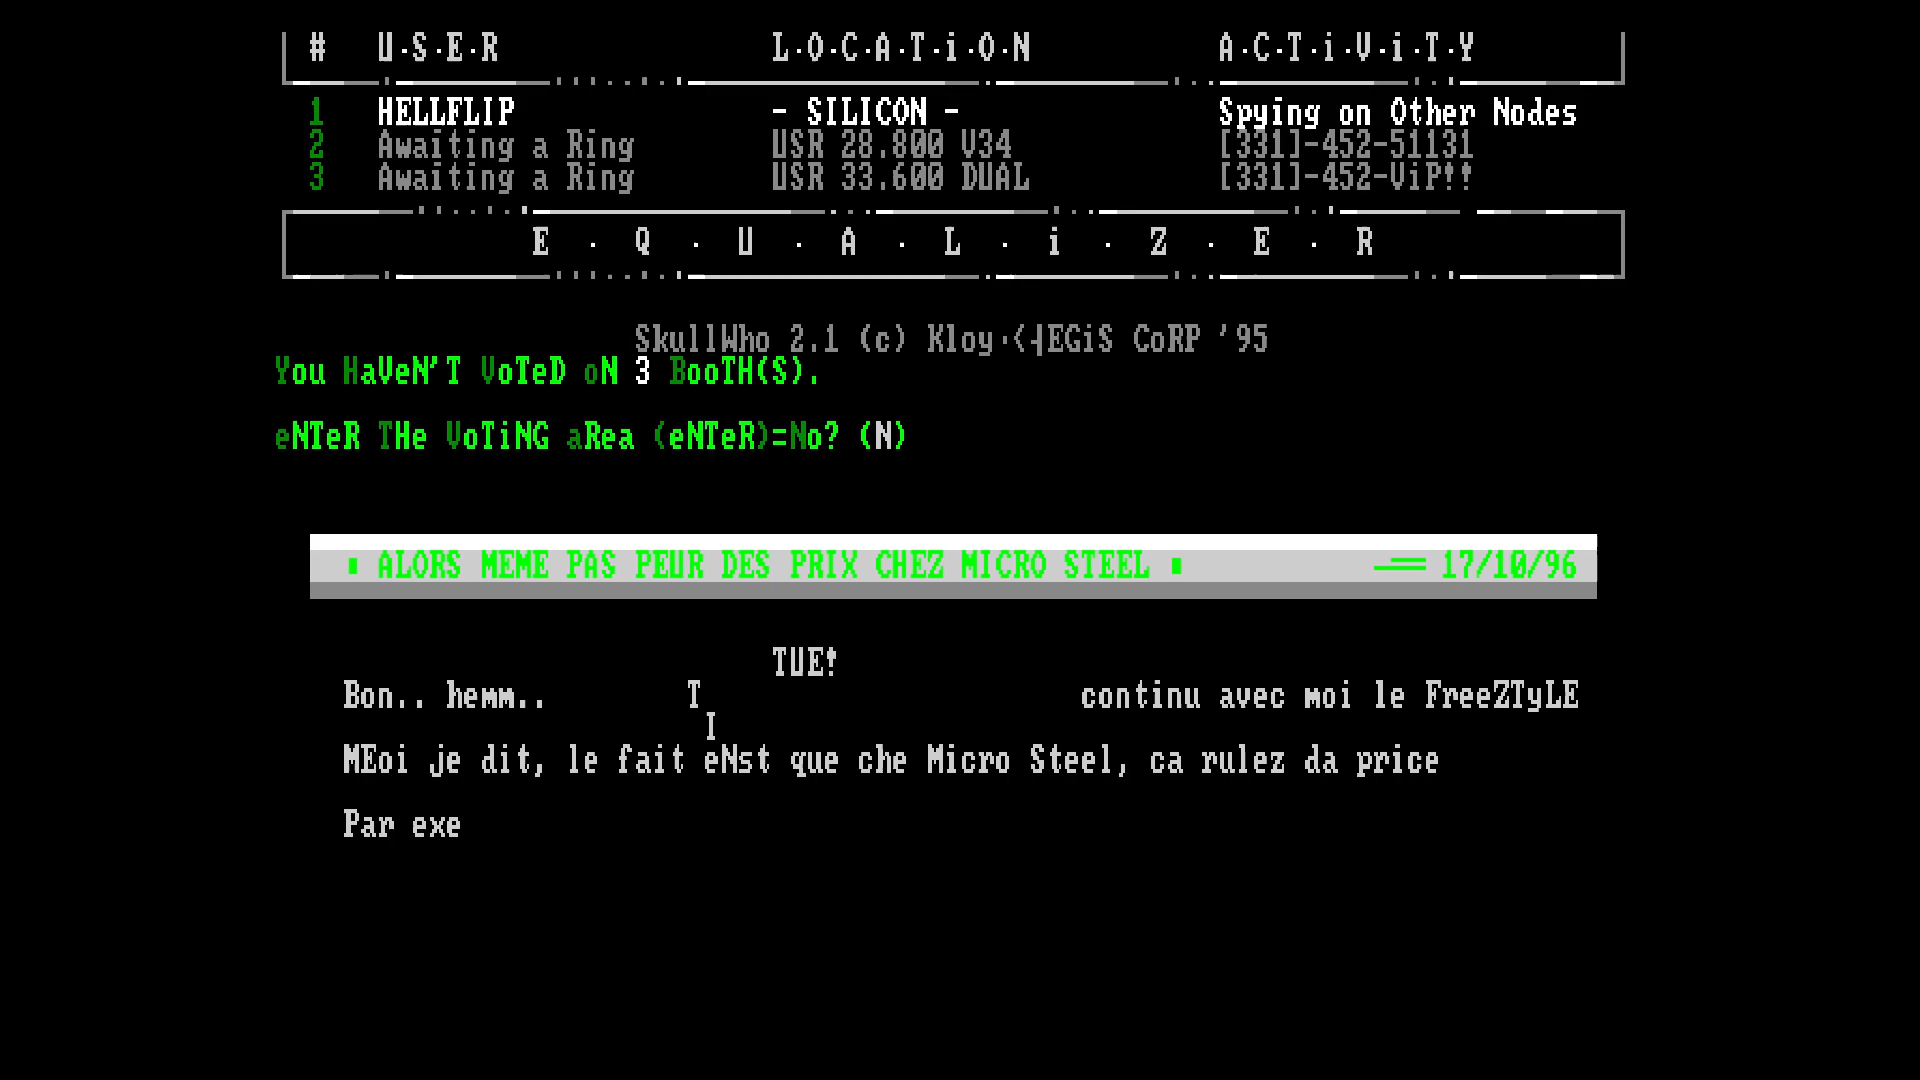 # U·S·E·R L·O·C·A·T·i·O·N A·C·T·i·V·i·T·Y
1 HELLFLIP - SILICON - Spying on Other Nodes
2 Awaiting a Ring USR 28.800 V34 [331]-452-51131
3 Awaiting a Ring USR 33.600 DUAL [331]-452-ViP!!
E · Q · U · A · L · i · Z · E · R
SkullWho 2.1 (c) Kloy·<┤EGiS CoRP '95
You HaVeN'T VoTeD oN 3 BooTH(S).
eNTeR THe VoTiNG aRea (eNTeR)=No? (N)
▪ ALORS MEME PAS PEUR DES PRIX CHEZ MICRO STEEL ▪ —== 17/10/96
TUE!
Bon.. hemm.. T continu avec moi le FreeZTyLE
I
MEoi je dit, le fait eNst que che Micro Steel, ca rulez da price
Par exe